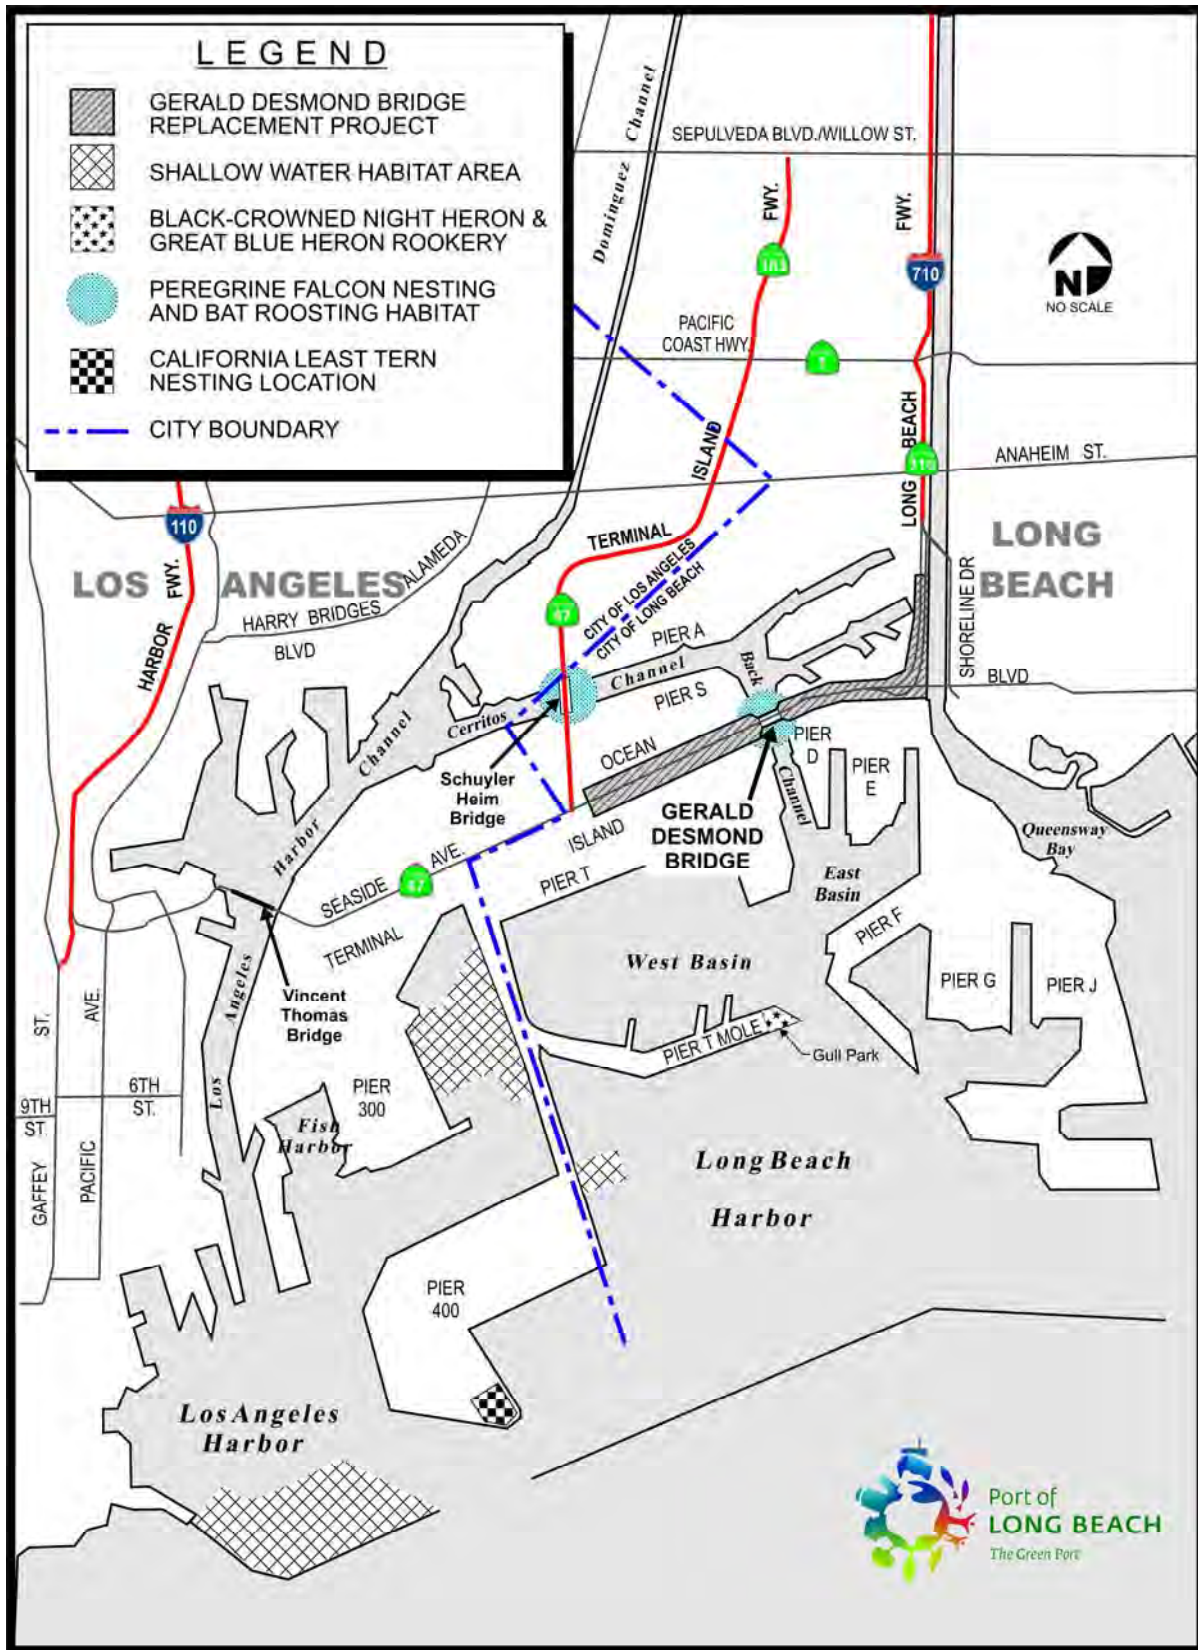 LEGEND
GERALD DESMOND BRIDGE
REPLACEMENT PROJECT
SHALLOW WATER HABITAT AREA
BLACK-CROWNED NIGHT HERON &
GREAT BLUE HERON ROOKERY
PEREGRINE FALCON NESTING
AND BAT ROOSTING HABITAT
CALIFORNIA LEAST TERN
NESTING LOCATION
CITY BOUNDARY
Dominguez Channel
SEPULVEDA BLVD./WILLOW ST.
FWY.
FWY.
103
710
N
NO SCALE
PACIFIC
COAST HWY.
1
ISLAND
LONG BEACH
ANAHEIM ST.
710
110
TERMINAL
LONG
BEACH
LOS ANGELES
FWY.
ALAMEDA
HARRY BRIDGES
BLVD
HARBOR
47
CITY OF LOS ANGELES
CITY OF LONG BEACH
PIER A
SHORELINE DR
BLVD
Back
Channel
Cerritos
Channel
PIER S
OCEAN
PIER
D
PIER
E
Channel
Schuyler
Heim
Bridge
GERALD
DESMOND
BRIDGE
ISLAND
AVE.
SEASIDE
47
PIER T
Harbor
Queensway
Bay
East
Basin
PIER F
TERMINAL
West Basin
PIER G
PIER J
Angeles
Los
Vincent
Thomas
Bridge
AVE.
ST.
PIER T MOLE
Gull Park
6TH
ST.
9TH
ST
PIER
300
Fish
Harbor
GAFFEY
PACIFIC
Long Beach
Harbor
PIER
400
Los Angeles
Harbor
Port of
LONG BEACH
The Green Port